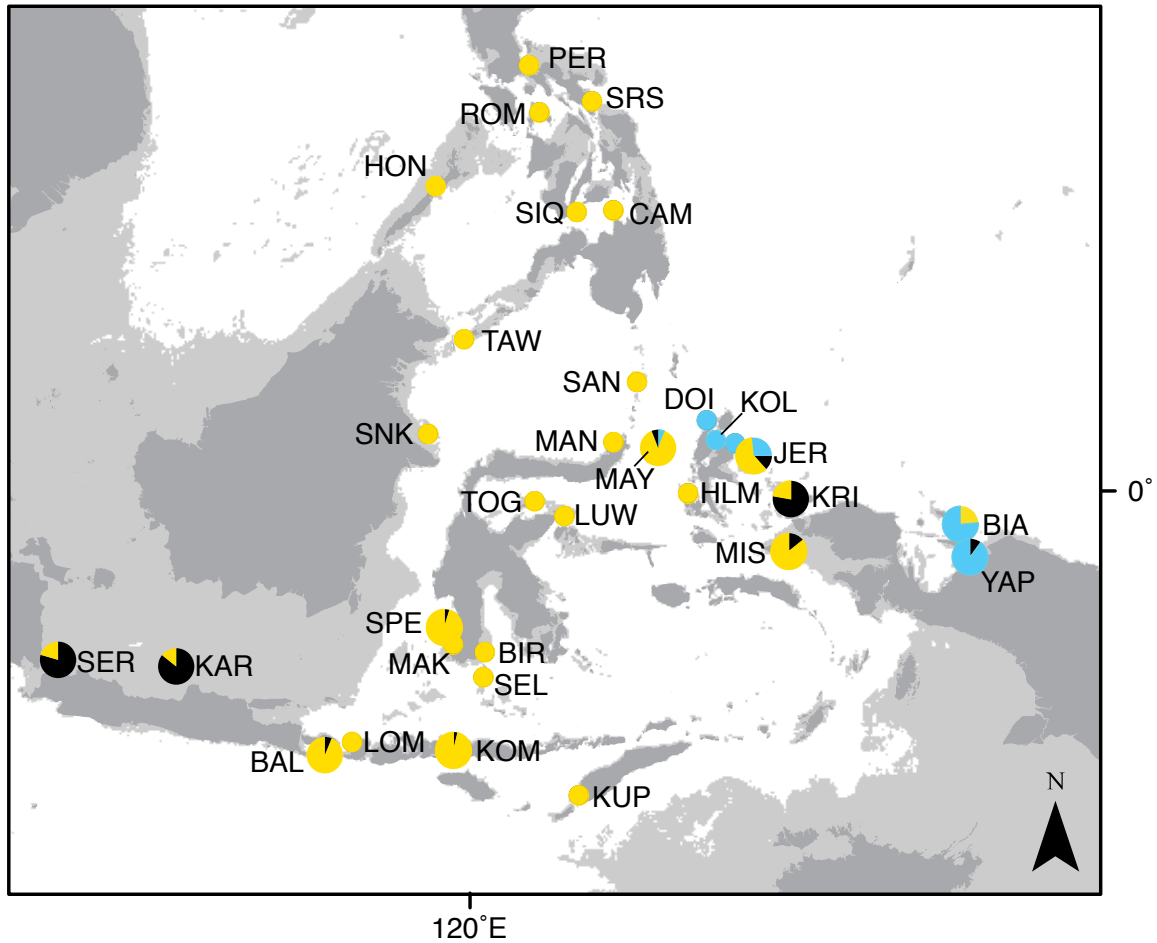 PER
SRS
ROM
HON
SIQ
CAM
TAW
SAN
DOI
KOL
SNK
MAN
JER
MAY
HLM
KRI
TOG
LUW
BIA
MIS
YAP
SPE
BIR
MAK
SER
KAR
SEL
LOM
KOM
BAL
KUP
N
0˚
120˚E